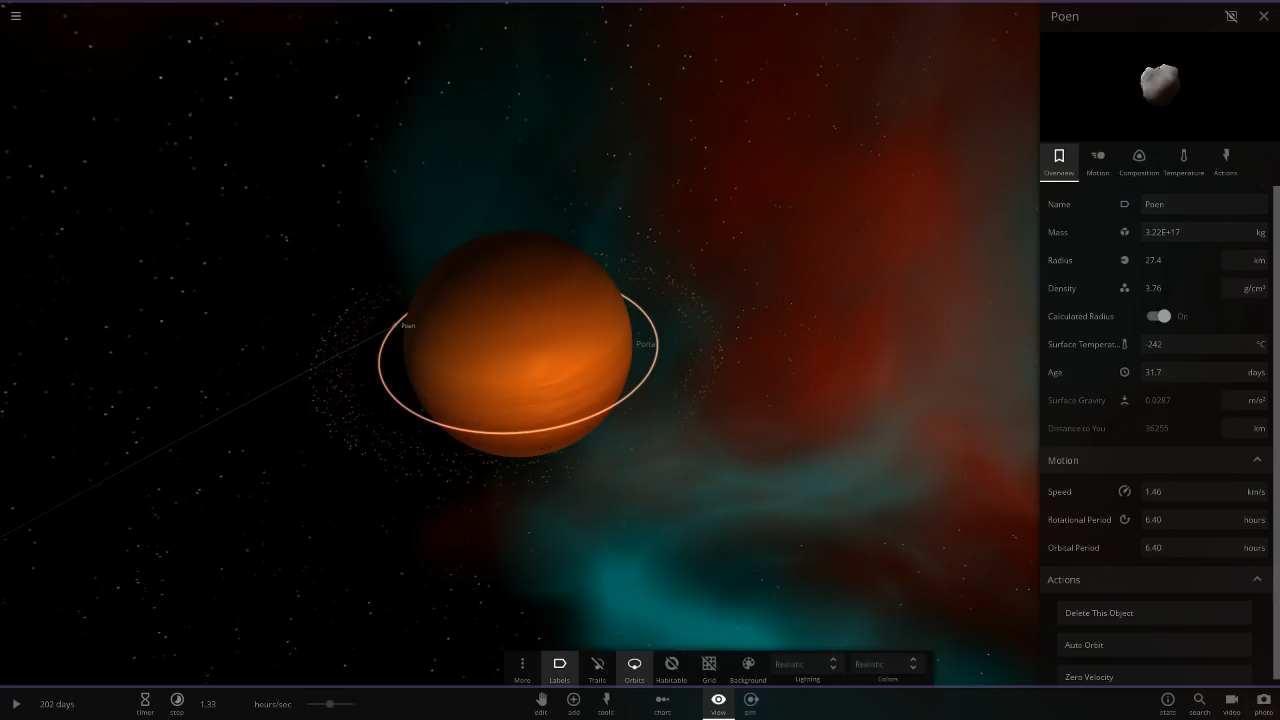 Poen
Overview
Motion
Composition
Temperature
Actions
Name Poen
Mass 3.22E+17 kg
Radius 27.4 km
Density 3.76 g/cm³
Calculated Radius On
Surface Temperat... -242 °C
Age 31.7 days
Surface Gravity 0.0287 m/s²
Distance to You 36255 km
Motion
Speed 1.46 km/s
Rotational Period 6.40 hours
Orbital Period 6.40 hours
Actions
Delete This Object
Auto Orbit
Zero Velocity
Poen
Porta
More
Labels
Trails
Orbits
Habitable
Grid
Background
Realistic
Lighting
Realistic
Colors
202 days
timer
step
1.33 hours/sec
edit
add
tools
chart
view
sim
stats
search
video
photo